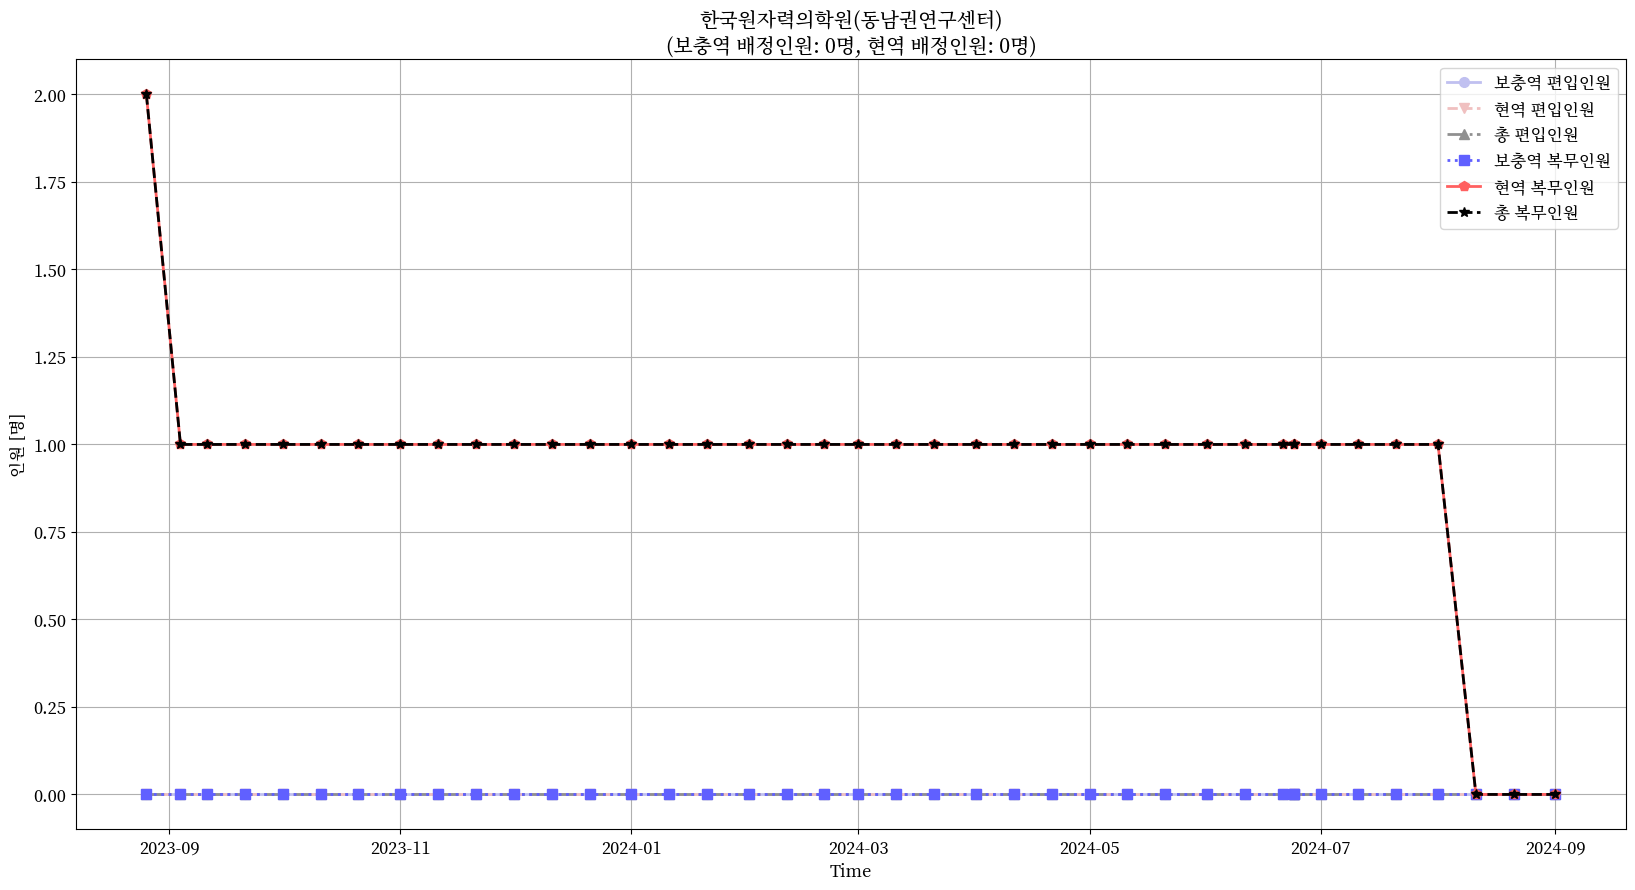 한국원자력의학원(동남권연구센터)
(보충역 배정인원: 0명, 현역 배정인원: 0명)
보충역 편입인원
현역 편입인원
총 편입인원
보충역 복무인원
현역 복무인원
총 복무인원
2.00
1.75
1.50
1.25
1.00
0.75
0.50
0.25
0.00
인원 [명]
2023-09 2023-11 2024-01 2024-03 2024-05 2024-07 2024-09
Time